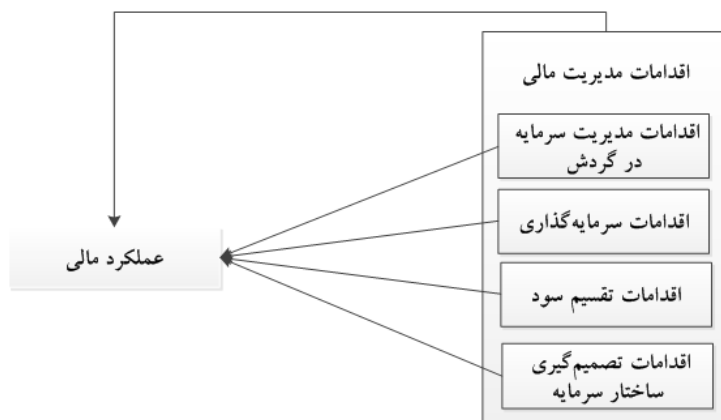 اقدامات مدیریت مالی
اقدامات مدیریت سرمایه
در گردش
اقدامات سرمایه‌گذاری
عملکرد مالی
اقدامات تقسیم سود
اقدامات تصمیم‌گیری
ساختار سرمایه